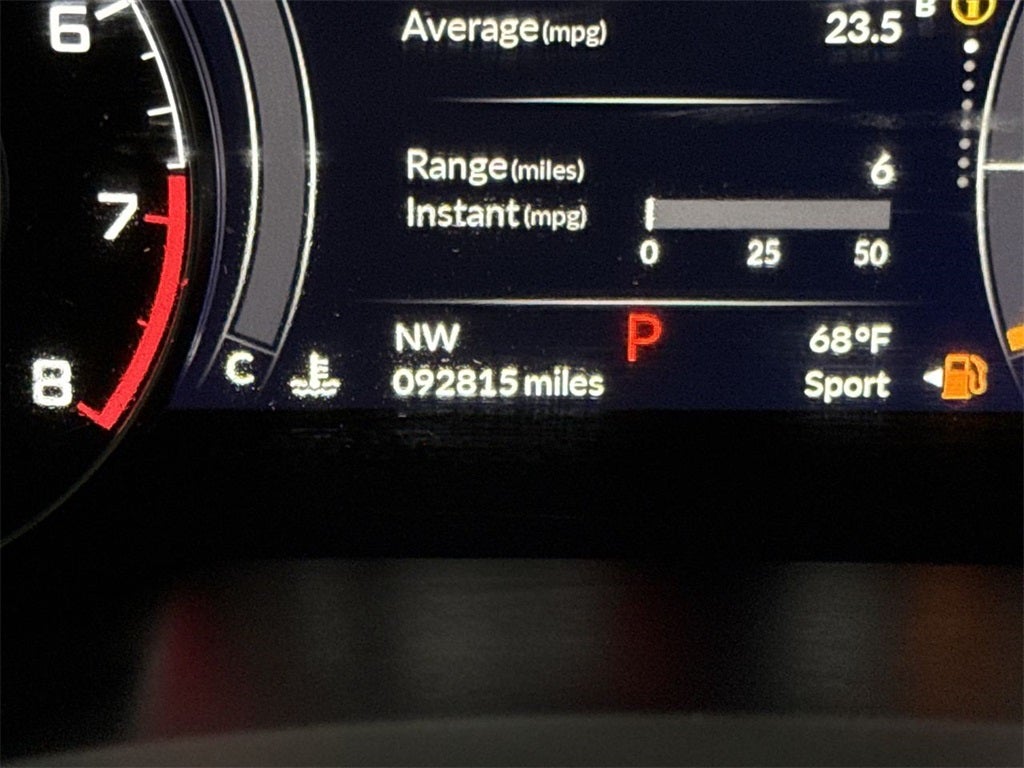 6
Average (mpg) 23.5 B
Range (miles) 6
7
Instant (mpg)
0 25 50
NW P 68°F
8 C
092815 miles Sport